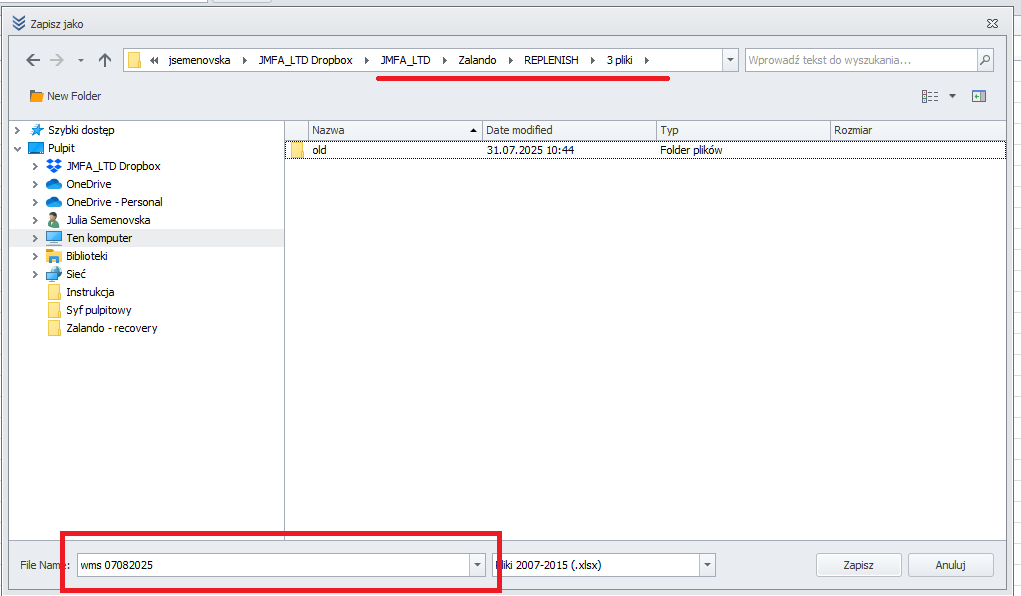 Zapisz jako
jsemenovska JMFA_LTD Dropbox JMFA_LTD Zalando REPLENISH 3 pliki
Wprowadź tekst do wyszukania...
New Folder
Szybki dostęp
Pulpit
JMFA_LTD Dropbox
OneDrive
OneDrive - Personal
Julia Semenovska
Ten komputer
Biblioteki
Sieć
Instrukcja
Syf pulpitowy
Zalando - recovery
Nazwa Date modified Typ Rozmiar
old 31.07.2025 10:44 Folder plików
File Name: wms 07082025
Pliki 2007-2015 (.xlsx)
Zapisz Anuluj